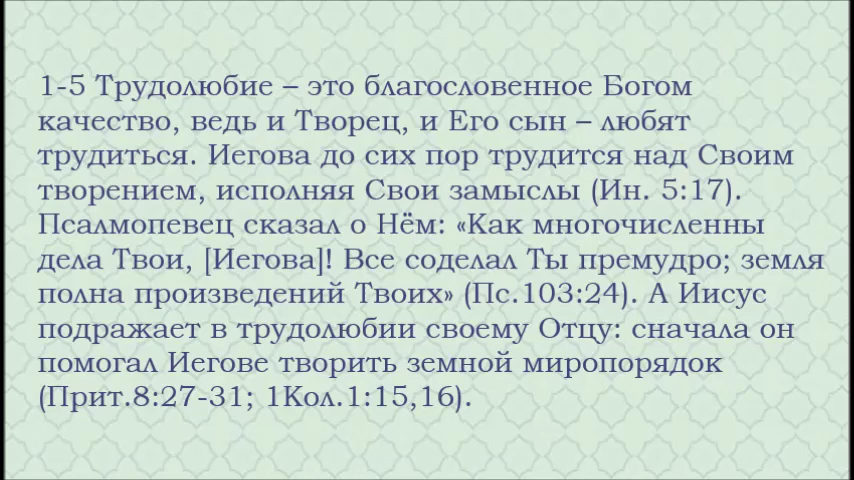 1-5 Трудолюбие – это благословенное Богом
качество, ведь и Творец, и Его сын – любят
трудиться. Иегова до сих пор трудится над Своим
творением, исполняя Свои замыслы (Ин. 5:17).
Псалмопевец сказал о Нём: «Как многочисленны
дела Твои, [Иегова]! Все соделал Ты премудро; земля
полна произведений Твоих» (Пс.103:24). А Иисус
подражает в трудолюбии своему Отцу: сначала он
помогал Иегове творить земной миропорядок
(Прит.8:27-31; 1Кол.1:15,16).